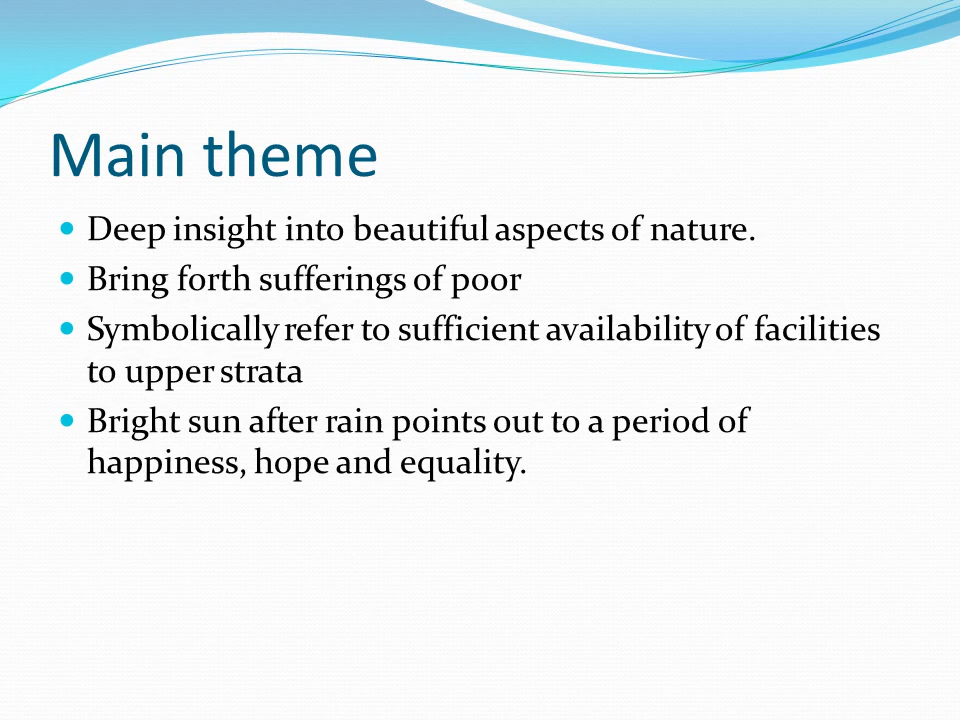 Main theme
Deep insight into beautiful aspects of nature.
Bring forth sufferings of poor
Symbolically refer to sufficient availability of facilities
to upper strata
Bright sun after rain points out to a period of
happiness, hope and equality.